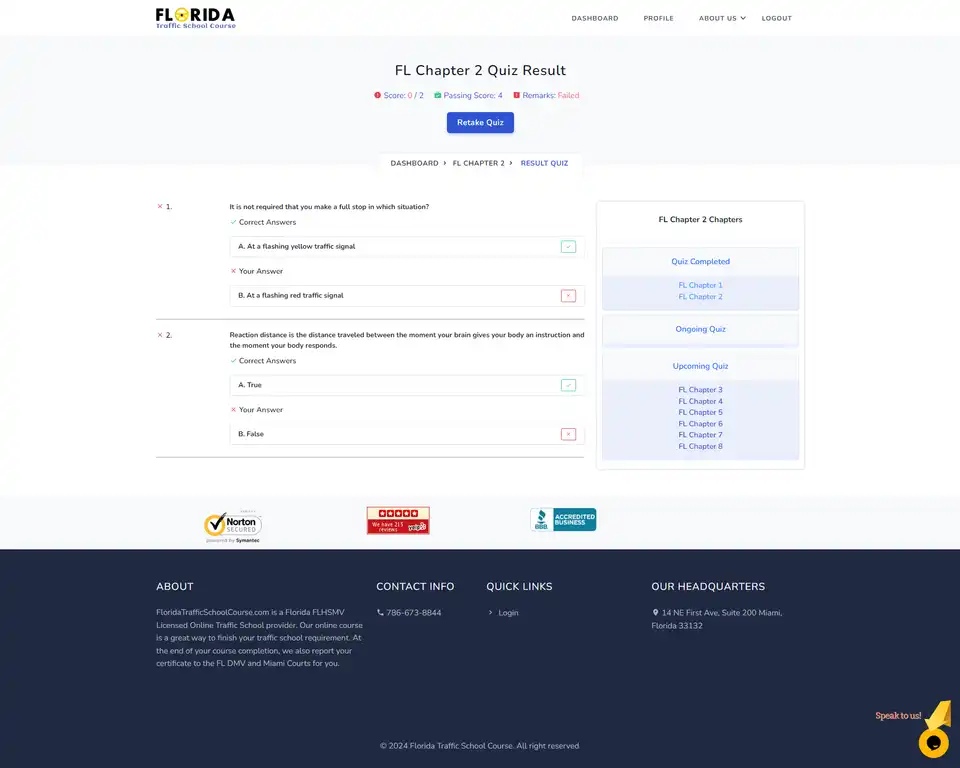 FLORIDA
Traffic School Course
DASHBOARD PROFILE ABOUT US LOGOUT
FL Chapter 2 Quiz Result
Score: 0 / 2 Passing Score: 4 Remarks: Failed
Retake Quiz
DASHBOARD > FL CHAPTER 2 > RESULT QUIZ
1. It is not required that you make a full stop in which situation?
Correct Answers
A. At a flashing yellow traffic signal
Your Answer
B. At a flashing red traffic signal
2. Reaction distance is the distance traveled between the moment your brain gives your body an instruction and
the moment your body responds.
Correct Answers
A. True
Your Answer
B. False
FL Chapter 2 Chapters
Quiz Completed
FL Chapter 1
FL Chapter 2
Ongoing Quiz
Upcoming Quiz
FL Chapter 3
FL Chapter 4
FL Chapter 5
FL Chapter 6
FL Chapter 7
FL Chapter 8
Norton
SECURED
powered by Symantec
We have 215
reviews
yelp
BBB
ACCREDITED
BUSINESS
ABOUT
FloridaTrafficSchoolCourse.com is a Florida FLHSMV
Licensed Online Traffic School provider. Our online course
is a great way to finish your traffic school requirement. At
the end of your course completion, we also report your
certificate to the FL DMV and Miami Courts for you.
CONTACT INFO
786-673-8844
QUICK LINKS
> Login
OUR HEADQUARTERS
14 NE First Ave, Suite 200 Miami,
Florida 33132
Speak to us!
© 2024 Florida Traffic School Course. All right reserved